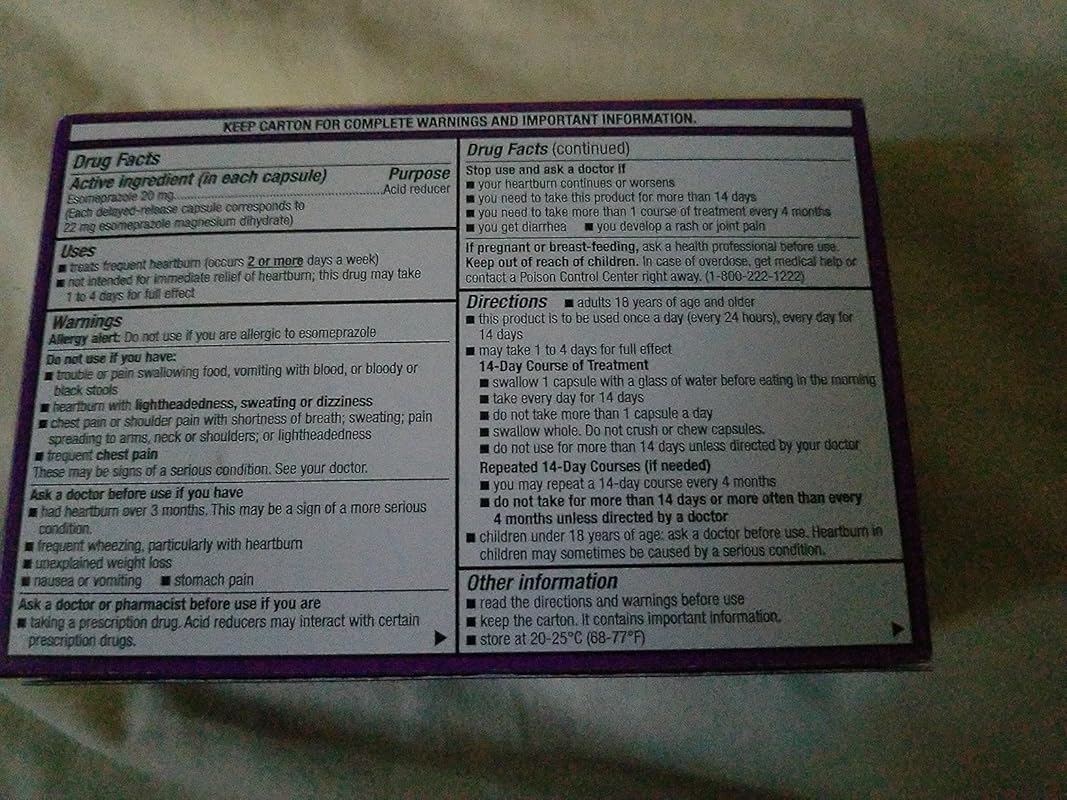 KEEP CARTON FOR COMPLETE WARNINGS AND IMPORTANT INFORMATION.
Drug Facts
Active ingredient (in each capsule) Purpose
Esomeprazole 20 mg..........................................Acid reducer
(Each delayed-release capsule corresponds to
22 mg esomeprazole magnesium dihydrate)
Uses
■ treats frequent heartburn (occurs 2 or more days a week)
■ not intended for immediate relief of heartburn; this drug may take
1 to 4 days for full effect
Warnings
Allergy alert: Do not use if you are allergic to esomeprazole
Do not use if you have:
■ trouble or pain swallowing food, vomiting with blood, or bloody or
black stools
■ heartburn with lightheadedness, sweating or dizziness
■ chest pain or shoulder pain with shortness of breath; sweating; pain
spreading to arms, neck or shoulders; or lightheadedness
■ frequent chest pain
These may be signs of a serious condition. See your doctor.
Ask a doctor before use if you have
■ had heartburn over 3 months. This may be a sign of a more serious
condition.
■ frequent wheezing, particularly with heartburn
■ unexplained weight loss
■ nausea or vomiting ■ stomach pain
Ask a doctor or pharmacist before use if you are
■ taking a prescription drug. Acid reducers may interact with certain
prescription drugs.
Drug Facts (continued)
Stop use and ask a doctor if
■ your heartburn continues or worsens
■ you need to take this product for more than 14 days
■ you need to take more than 1 course of treatment every 4 months
■ you get diarrhea ■ you develop a rash or joint pain
If pregnant or breast-feeding, ask a health professional before use.
Keep out of reach of children. In case of overdose, get medical help or
contact a Poison Control Center right away. (1-800-222-1222)
Directions ■ adults 18 years of age and older
■ this product is to be used once a day (every 24 hours), every day for
14 days
■ may take 1 to 4 days for full effect
14-Day Course of Treatment
■ swallow 1 capsule with a glass of water before eating in the morning
■ take every day for 14 days
■ do not take more than 1 capsule a day
■ swallow whole. Do not crush or chew capsules.
■ do not use for more than 14 days unless directed by your doctor
Repeated 14-Day Courses (if needed)
■ you may repeat a 14-day course every 4 months
■ do not take for more than 14 days or more often than every
4 months unless directed by a doctor
■ children under 18 years of age: ask a doctor before use. Heartburn in
children may sometimes be caused by a serious condition.
Other information
■ read the directions and warnings before use
■ keep the carton. It contains important information.
■ store at 20-25°C (68-77°F)